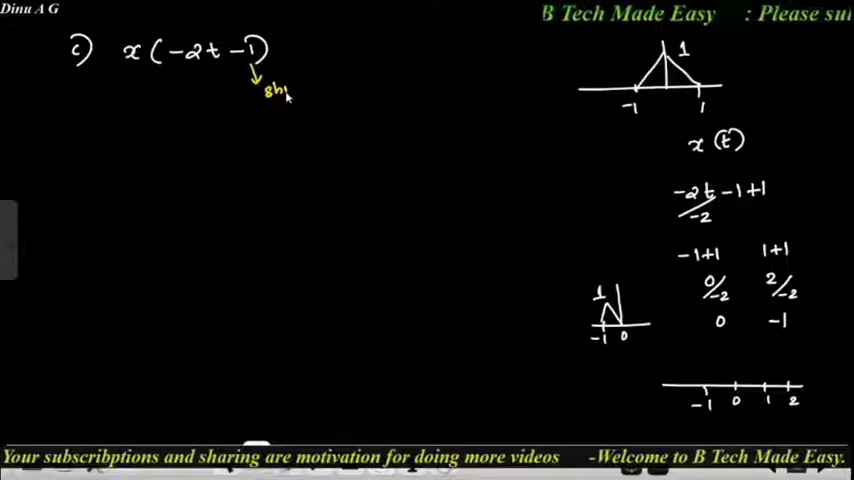 Dinu A G
B Tech Made Easy : Please sul
c) x(-2t-1)
shi
1
-1 1
x(t)
-2t-1+1
/-2
-1+1 1+1
0/-2 2/-2
0 -1
1
-1 0
-1 0 1 2
Your subscribptions and sharing are motivation for doing more videos -Welcome to B Tech Made Easy.